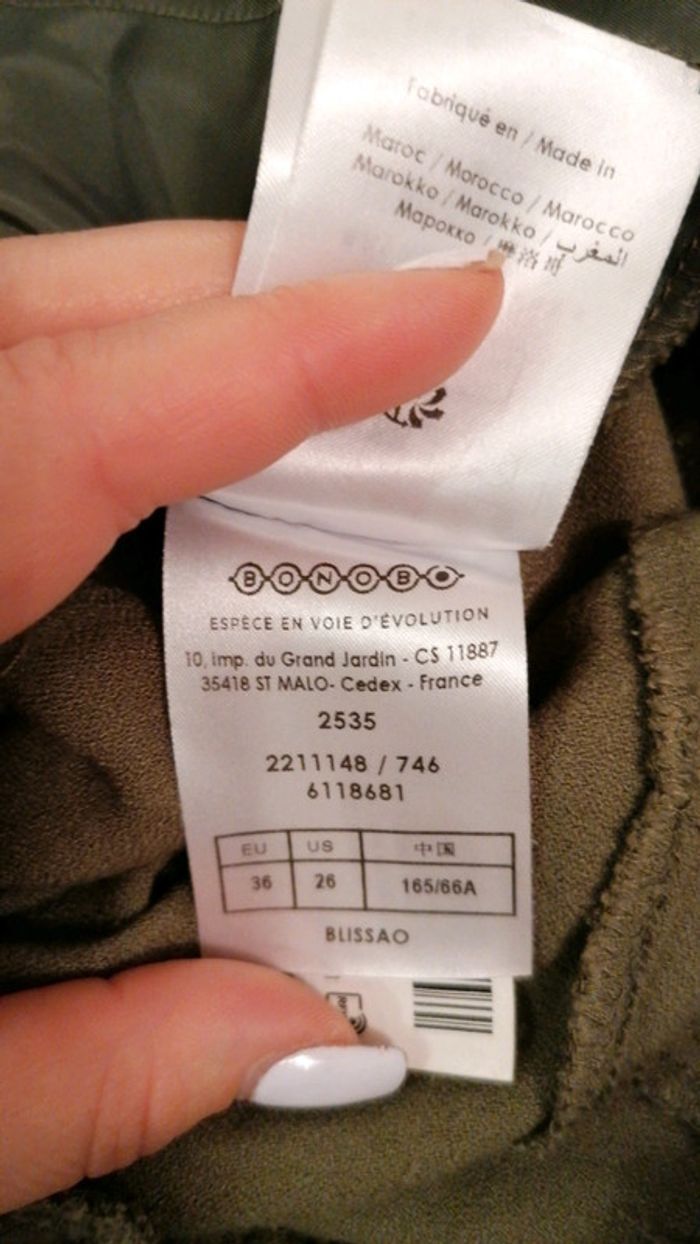 Fabriqué en / Made in
Maroc / Morocco / Marocco
Marokko / Marokko / المغرب
Марокко / 洛哥
BONOBO
ESPÈCE EN VOIE D'ÉVOLUTION
10, imp. du Grand Jardin - CS 11887
35418 ST MALO- Cedex - France
2535
2211148 / 746
6118681
EU US 中国
36 26 165/66A
BLISSAO